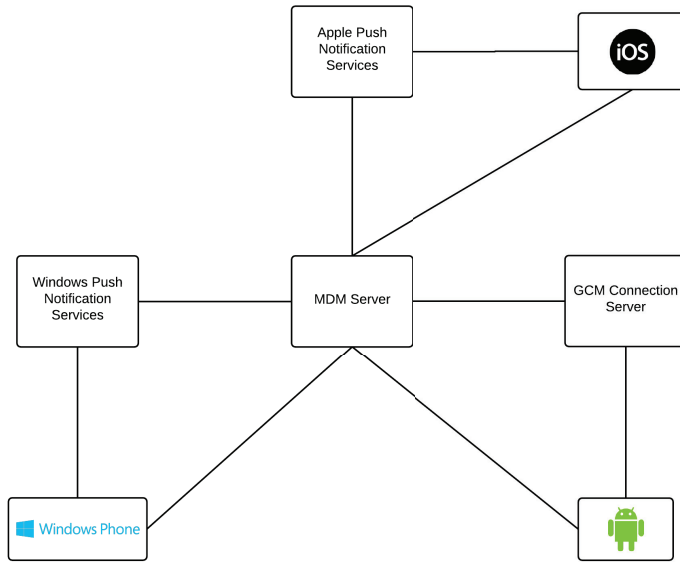 Apple Push
Notification
Services
iOS
Windows Push
Notification
Services
MDM Server
GCM Connection
Server
Windows Phone